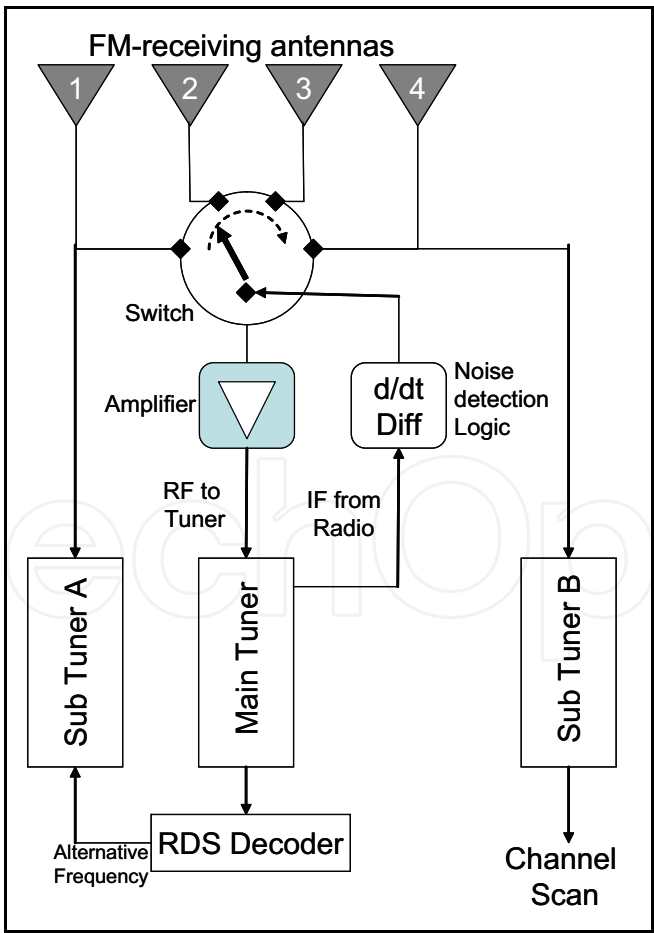 FM-receiving antennas
1
2
3
4
Switch
Amplifier
d/dt
Diff
Noise
detection
Logic
RF to
Tuner
IF from
Radio
echOp
Sub Tuner A
Main Tuner
Sub Tuner B
RDS Decoder
Alternative
Frequency
Channel
Scan